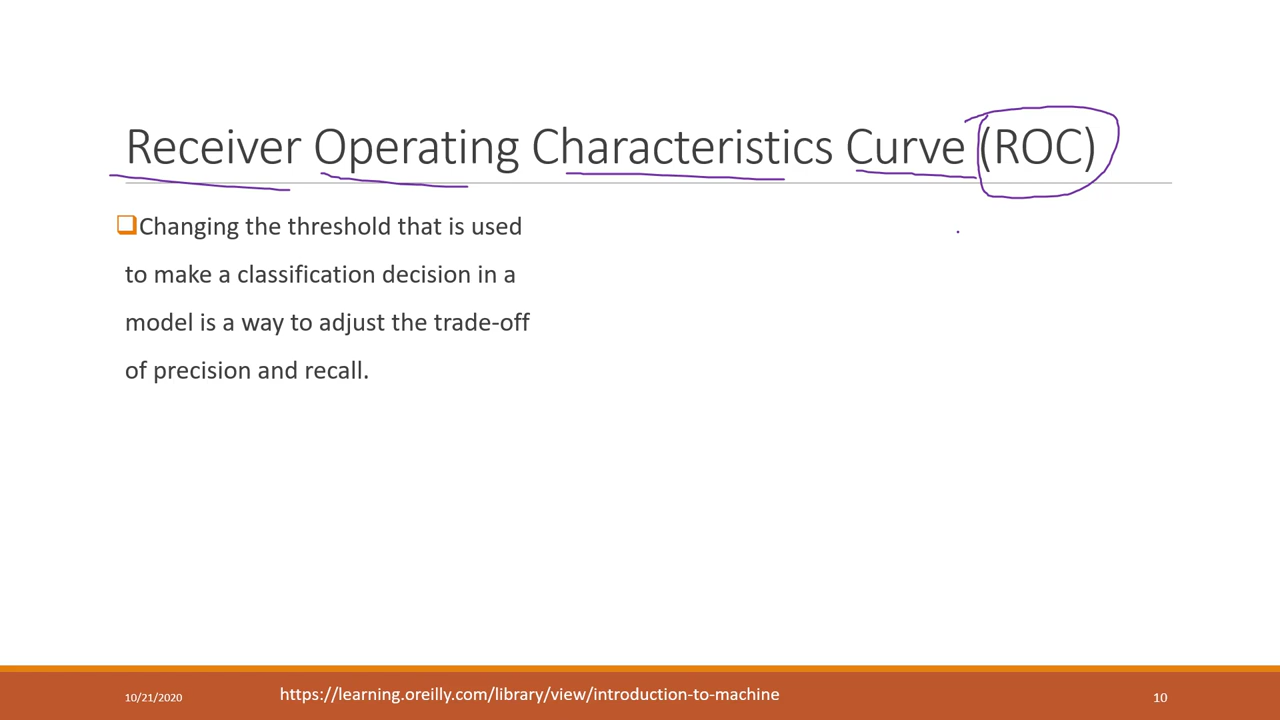 Receiver Operating Characteristics Curve (ROC)
❑Changing the threshold that is used
to make a classification decision in a
model is a way to adjust the trade-off
of precision and recall.
10/21/2020
https://learning.oreilly.com/library/view/introduction-to-machine
10